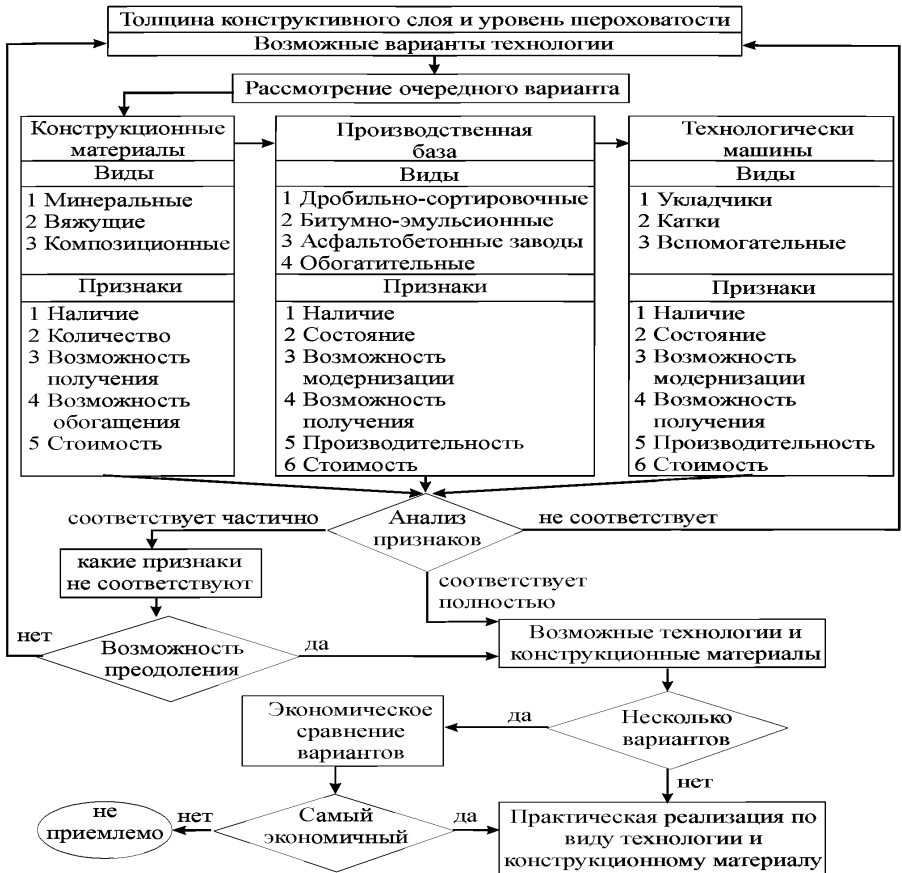 Толщина конструктивного слоя и уровень шероховатости
Возможные варианты технологии
Рассмотрение очередного варианта
Конструкционные
материалы
Виды
1 Минеральные
2 Вяжущие
3 Композиционные
Признаки
1 Наличие
2 Количество
3 Возможность
получения
4 Возможность
обогащения
5 Стоимость
Производственная
база
Виды
1 Дробильно-сортировочные
2 Битумно-эмульсионные
3 Асфальтобетонные заводы
4 Обогатительные
Признаки
1 Наличие
2 Состояние
3 Возможность
модернизации
4 Возможность
получения
5 Производительность
6 Стоимость
Технологически
машины
Виды
1 Укладчики
2 Катки
3 Вспомогательные
Признаки
1 Наличие
2 Состояние
3 Возможность
модернизации
4 Возможность
получения
5 Производительность
6 Стоимость
соответствует частично
Анализ
признаков
не соответствует
какие признаки
не соответствуют
соответствует
полностью
нет
Возможность
преодоления
да
Возможные технологии и
конструкционные материалы
Экономическое
сравнение
вариантов
да
Несколько
вариантов
нет
не
приемлемо
нет
Самый
экономичный
да
Практическая реализация по
виду технологии и
конструкционному материалу